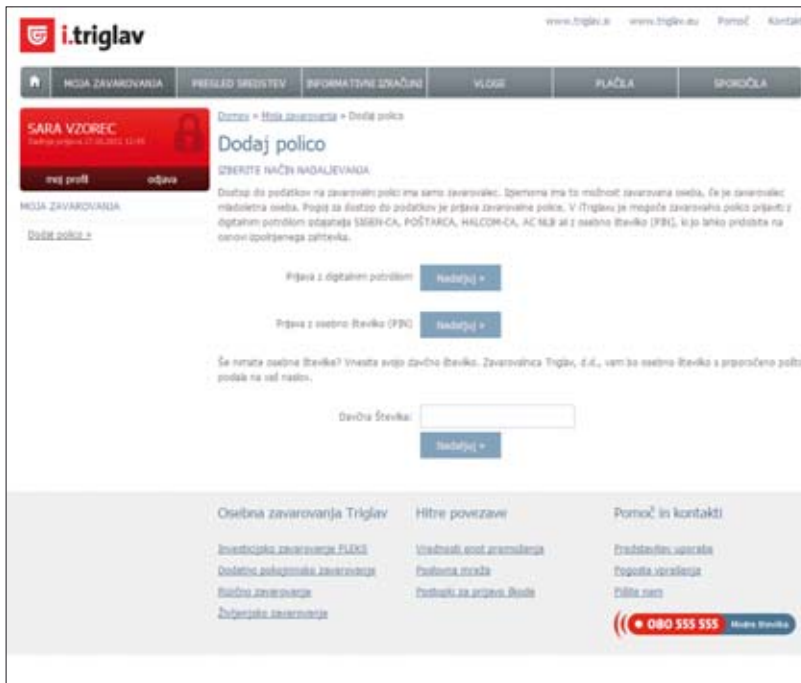 i.triglav
www.triglav.si www.triglav.eu Pomoč Kontakt
MOJA ZAVAROVANJA PREGLED SREDSTEV INFORMATIVNI IZRAČUNI VLOGE PLAČILA SPOROČILA
SARA VZOREC
moj profil odjava
MOJA ZAVAROVANJA
Dodaj polico »
Domov » Moja zavarovanja » Dodaj polico
Dodaj polico
IZBERITE NAČIN NADALJEVANJA
Dostop do podatkov na zavarovalni polici ima samo zavarovalec. Izjemoma ima to možnost zavarovana oseba, če je zavarovalec
mladoletna oseba. Pogoj za dostop do podatkov je prijava zavarovalne police. V iTriglavu je mogoče zavarovalno polico prijaviti z
digitalnim potrdilom izdajatelja SIGEN-CA, POŠTARCA, HALCOM-CA, AC NLB ali z osebno številko (PIN), ki jo lahko pridobite na
osnovi izpolnjenega zahtevka.
Prijava z digitalnim potrdilom Nadaljuj »
Prijava z osebno številko (PIN) Nadaljuj »
Še nimate osebne številke? Vnesite svojo davčno številko. Zavarovalnica Triglav, d.d., vam bo osebno številko s priporočeno pošto
poslala na vaš naslov.
Davčna Številka:
Nadaljuj »
Osebna zavarovanja Triglav
Investicijsko zavarovanje FLEKS
Dodatno pokojninsko zavarovanje
Rizično zavarovanje
Življenjsko zavarovanje
Hitre povezave
Vrednosti enot premoženja
Poslovna mreža
Postopki za prijavo škode
Pomoč in kontakti
Predstavitev uporabe
Pogosta vprašanja
Pišite nam
080 555 555 Modra številka